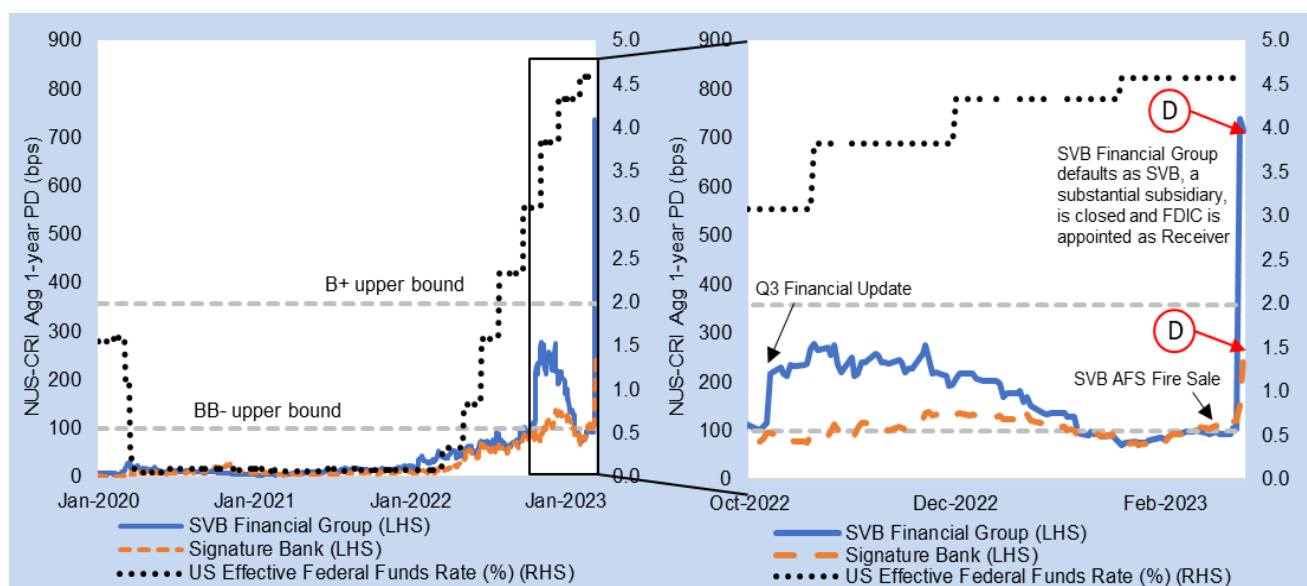 900
800
700
600
500
400
300
200
100
0
NUS-CRI Agg 1-year PD (bps)
5.0
4.5
4.0
3.5
3.0
2.5
2.0
1.5
1.0
0.5
0.0
B+ upper bound
BB- upper bound
Jan-2020
Jan-2021
Jan-2022
Jan-2023
SVB Financial Group (LHS)
Signature Bank (LHS)
US Effective Federal Funds Rate (%) (RHS)
900
800
700
600
500
400
300
200
100
0
NUS-CRI Agg 1-year PD (bps)
5.0
4.5
4.0
3.5
3.0
2.5
2.0
1.5
1.0
0.5
0.0
D
SVB Financial Group
defaults as SVB, a
substantial subsidiary,
is closed and FDIC is
appointed as Receiver
Q3 Financial Update
D
SVB AFS Fire Sale
Oct-2022
Dec-2022
Feb-2023
SVB Financial Group (LHS)
Signature Bank (LHS)
US Effective Federal Funds Rate (%) (RHS)